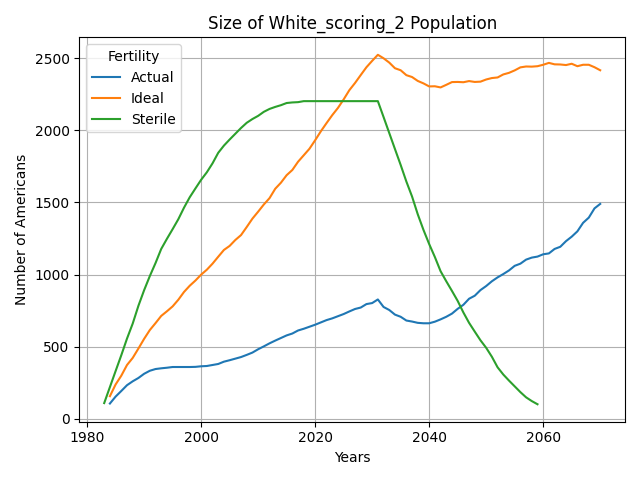 Size of White_scoring_2 Population
Fertility
Actual
Ideal
Sterile
Number of Americans
2500
2000
1500
1000
500
0
1980
2000
2020
2040
2060
Years